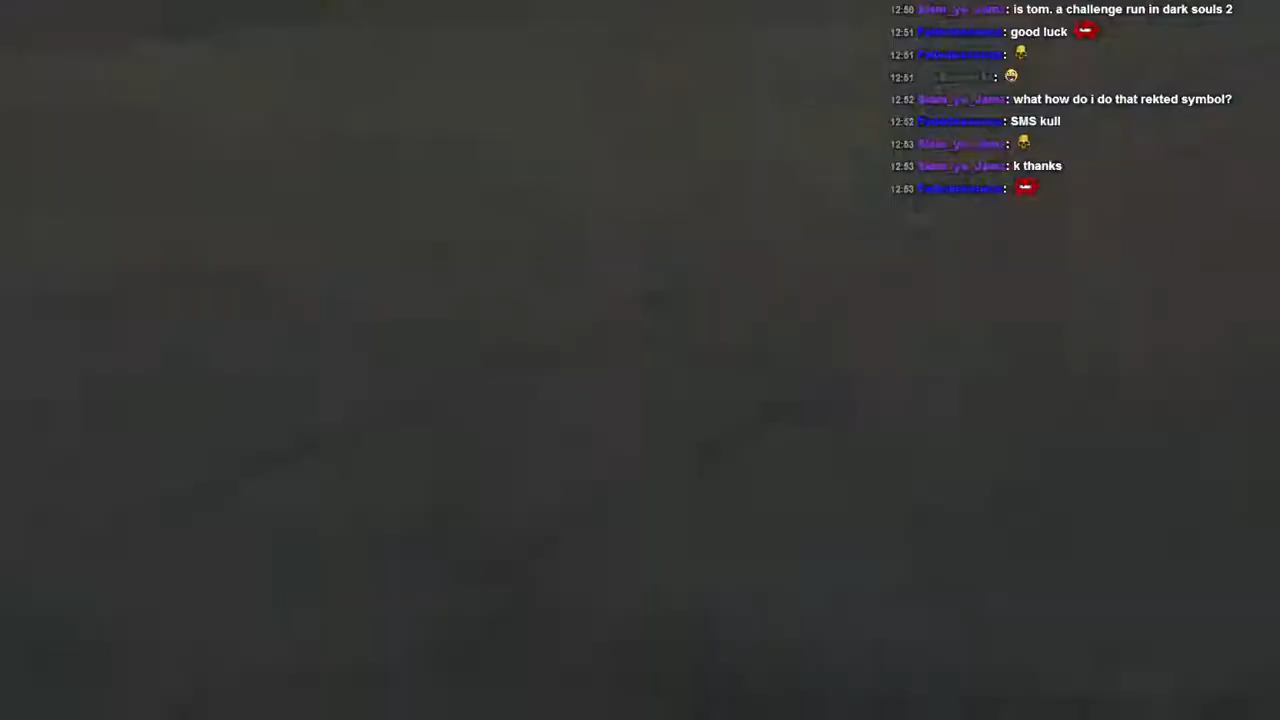 12:50 : is tom. a challenge run in dark souls 2
12:51 : good luck
12:51 :
12:51 :
12:52 : what how do i do that rekted symbol?
12:52 : SMS kull
12:53 :
12:53 : k thanks
12:53 :